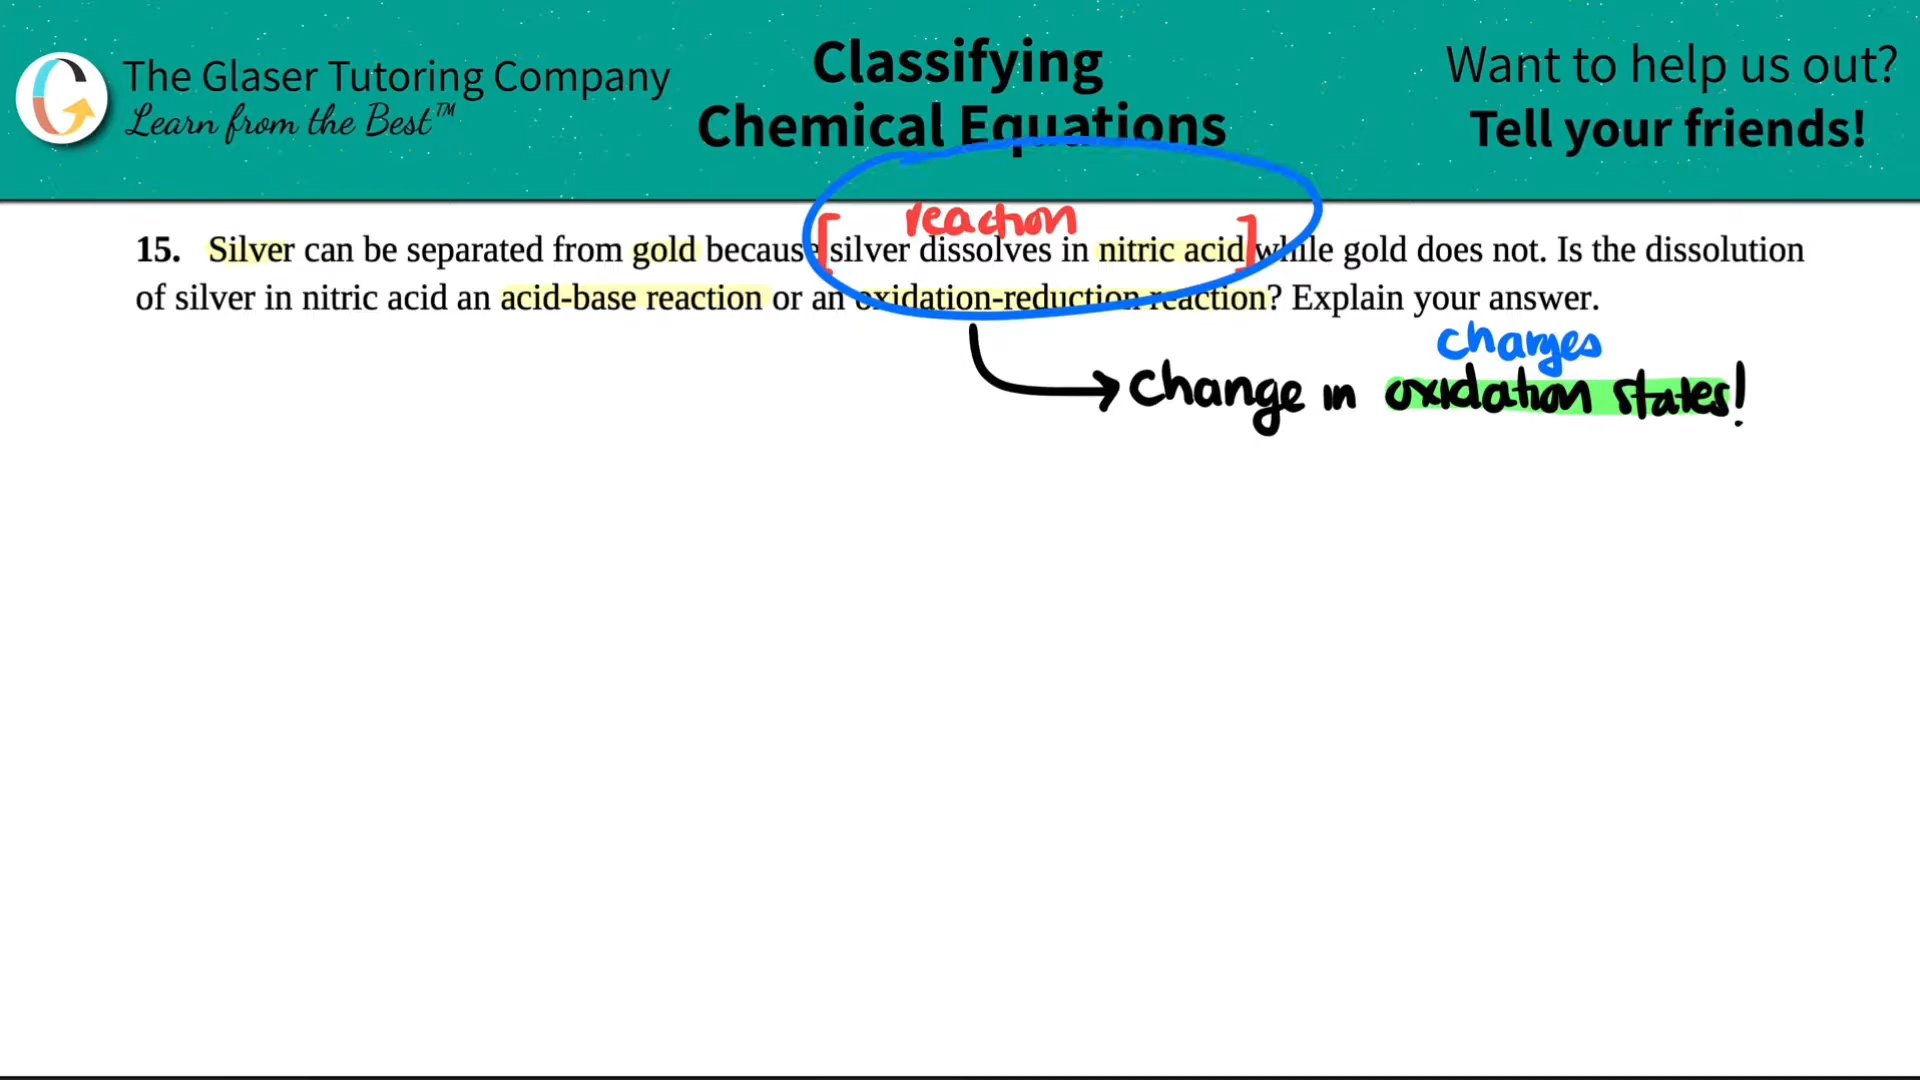 The Glaser Tutoring Company
Learn from the Best™
Classifying
Chemical Equations
Want to help us out?
Tell your friends!
reaction
15. Silver can be separated from gold because [silver dissolves in nitric acid] while gold does not. Is the dissolution
of silver in nitric acid an acid-base reaction or an oxidation-reduction reaction? Explain your answer.
charges
Change in oxidation states!